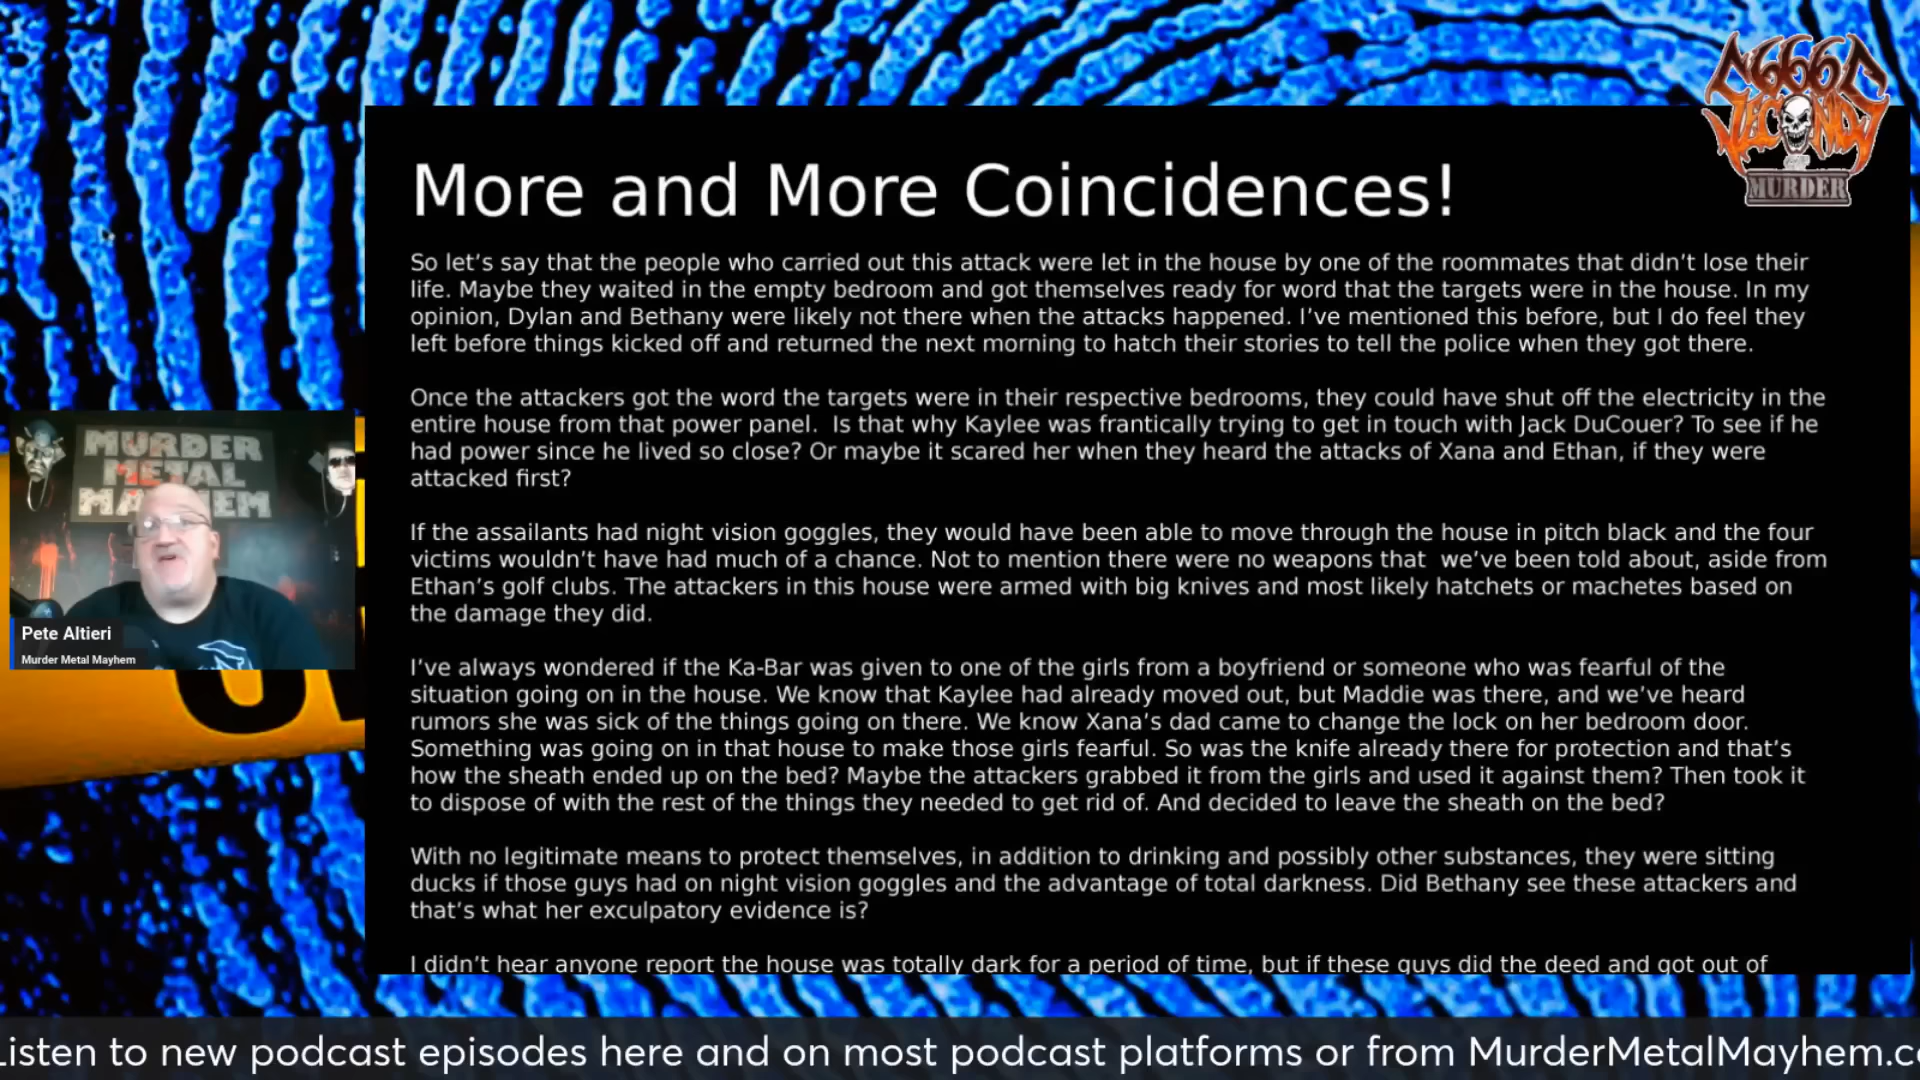 C666C
SECONDS
MURDER
More and More Coincidences!
So let’s say that the people who carried out this attack were let in the house by one of the roommates that didn’t lose their
life. Maybe they waited in the empty bedroom and got themselves ready for word that the targets were in the house. In my
opinion, Dylan and Bethany were likely not there when the attacks happened. I’ve mentioned this before, but I do feel they
left before things kicked off and returned the next morning to hatch their stories to tell the police when they got there.
Once the attackers got the word the targets were in their respective bedrooms, they could have shut off the electricity in the
entire house from that power panel.  Is that why Kaylee was frantically trying to get in touch with Jack DuCouer? To see if he
had power since he lived so close? Or maybe it scared her when they heard the attacks of Xana and Ethan, if they were
attacked first?
If the assailants had night vision goggles, they would have been able to move through the house in pitch black and the four
victims wouldn’t have had much of a chance. Not to mention there were no weapons that  we’ve been told about, aside from
Ethan’s golf clubs. The attackers in this house were armed with big knives and most likely hatchets or machetes based on
the damage they did.
I’ve always wondered if the Ka-Bar was given to one of the girls from a boyfriend or someone who was fearful of the
situation going on in the house. We know that Kaylee had already moved out, but Maddie was there, and we’ve heard
rumors she was sick of the things going on there. We know Xana’s dad came to change the lock on her bedroom door.
Something was going on in that house to make those girls fearful. So was the knife already there for protection and that’s
how the sheath ended up on the bed? Maybe the attackers grabbed it from the girls and used it against them? Then took it
to dispose of with the rest of the things they needed to get rid of. And decided to leave the sheath on the bed?
With no legitimate means to protect themselves, in addition to drinking and possibly other substances, they were sitting
ducks if those guys had on night vision goggles and the advantage of total darkness. Did Bethany see these attackers and
that’s what her exculpatory evidence is?
I didn’t hear anyone report the house was totally dark for a period of time, but if these guys did the deed and got out of
MURDER
METAL
MAYHEM
Pete Altieri
Murder Metal Mayhem
Listen to new podcast episodes here and on most podcast platforms or from MurderMetalMayhem.c